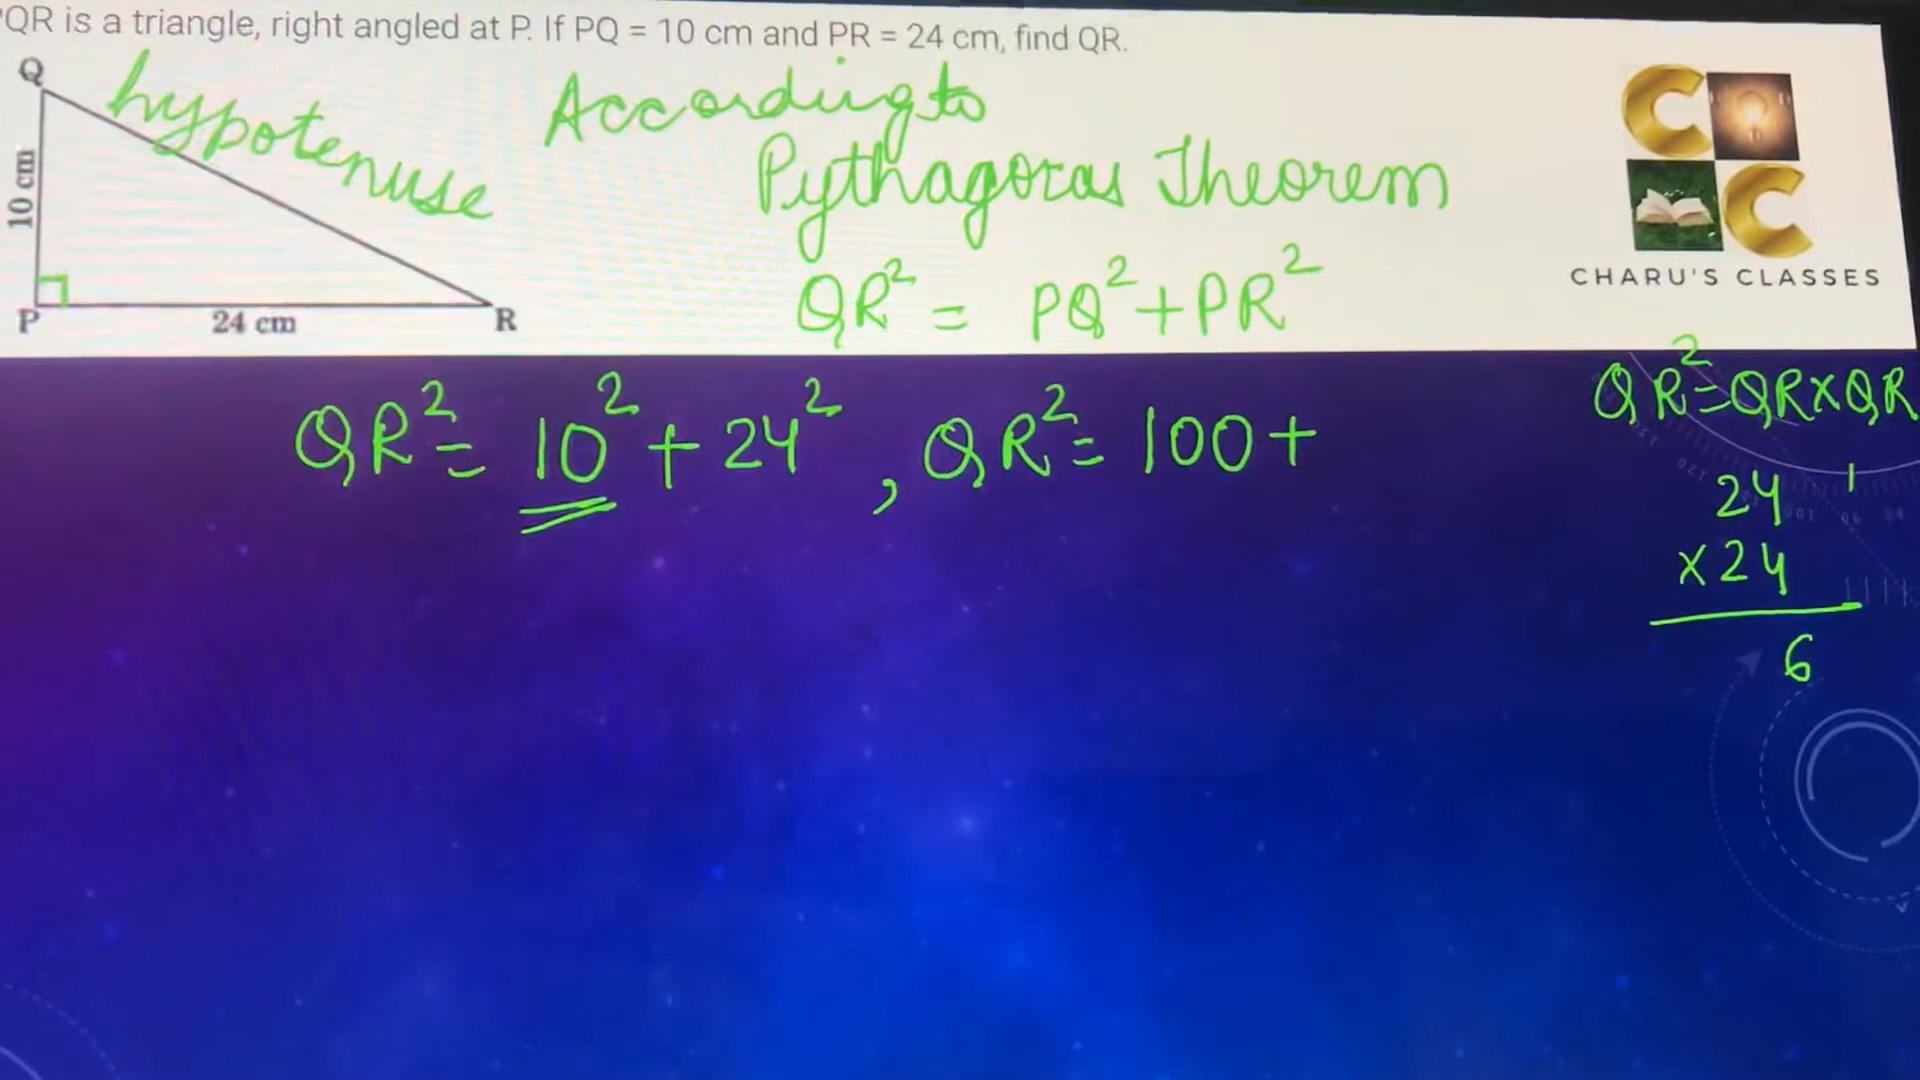 QR is a triangle, right angled at P. If PQ = 10 cm and PR = 24 cm, find QR.
Q
hypotenuse
10 cm
P
24 cm
R
According to
Pythagoras Theorem
QR² = PQ² + PR²
CHARU'S CLASSES
QR² = 10² + 24² , QR² = 100 +
QR² = QR × QR
24 1
× 24
6